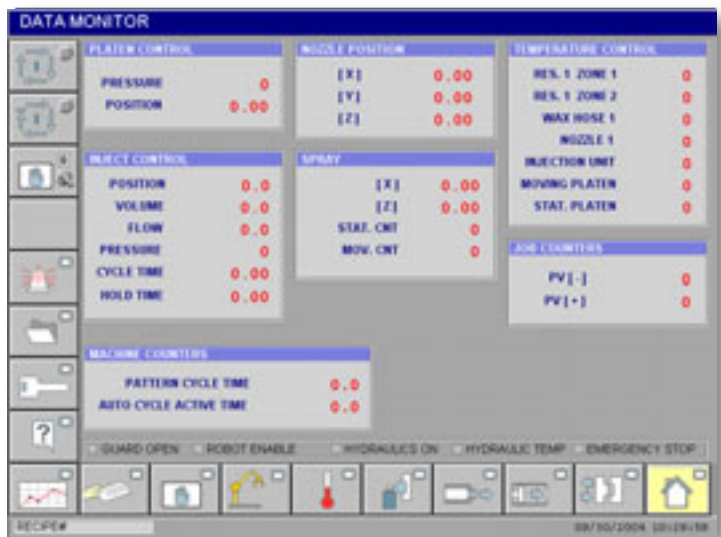 DATA MONITOR
PLATEN CONTROL
PRESSURE 0
POSITION 0.00
NOZZLE POSITION
[X] 0.00
[Y] 0.00
[Z] 0.00
TEMPERATURE CONTROL
RES. 1 ZONE 1 0
RES. 1 ZONE 2 0
WAX HOSE 1 0
NOZZLE 1 0
INJECTION UNIT 0
MOVING PLATEN 0
STAT. PLATEN 0
INJECT CONTROL
POSITION 0.0
VOLUME 0.0
FLOW 0.0
PRESSURE 0
CYCLE TIME 0.00
HOLD TIME 0.00
SPRAY
[X] 0.00
[Z] 0.00
STAT. CNT 0
MOV. CNT 0
JOB COUNTERS
PV[-] 0
PV[+] 0
MACHINE COUNTERS
PATTERN CYCLE TIME 0.0
AUTO CYCLE ACTIVE TIME 0.0
GUARD OPEN ROBOT ENABLE HYDRAULICS ON HYDRAULIC TEMP EMERGENCY STOP
RECIPE#